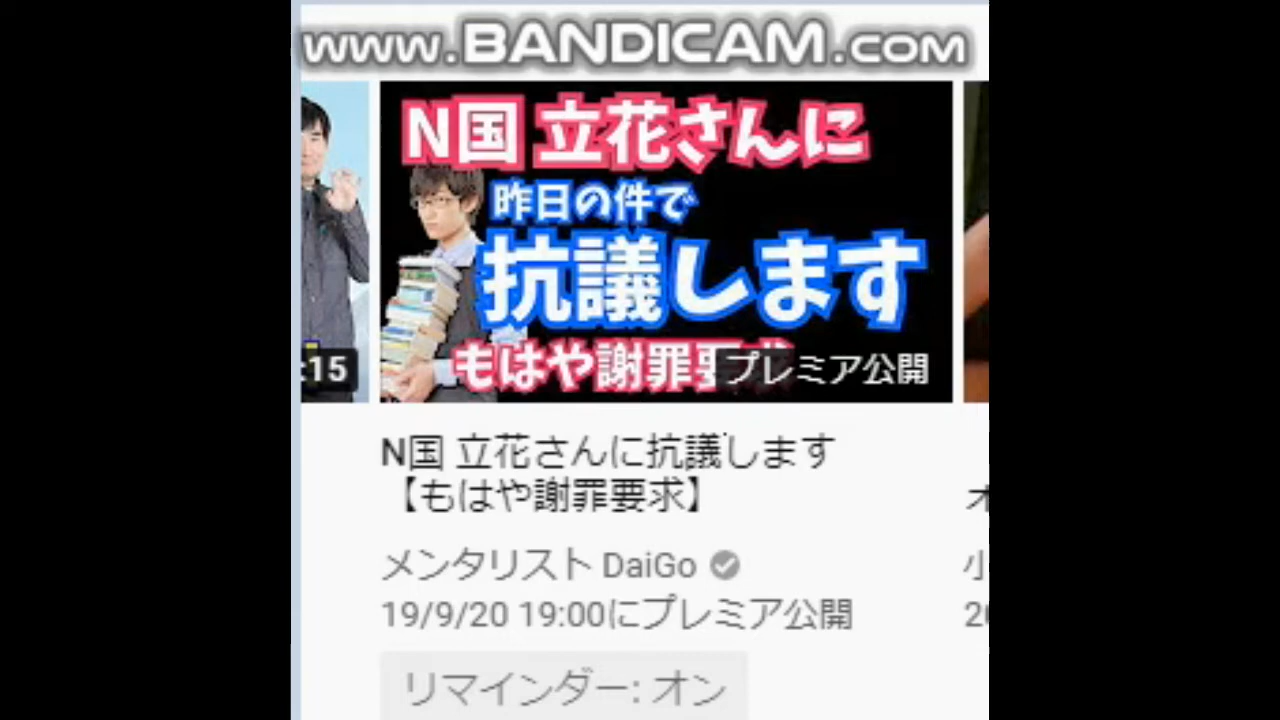 www.BANDICAM.COM
N国 立花さんに
昨日の件で
抗議します
もはや謝罪要求
プレミア公開
:15
N国 立花さんに抗議します
【もはや謝罪要求】
メンタリスト DaiGo
19/9/20 19:00にプレミア公開
リマインダー: オン